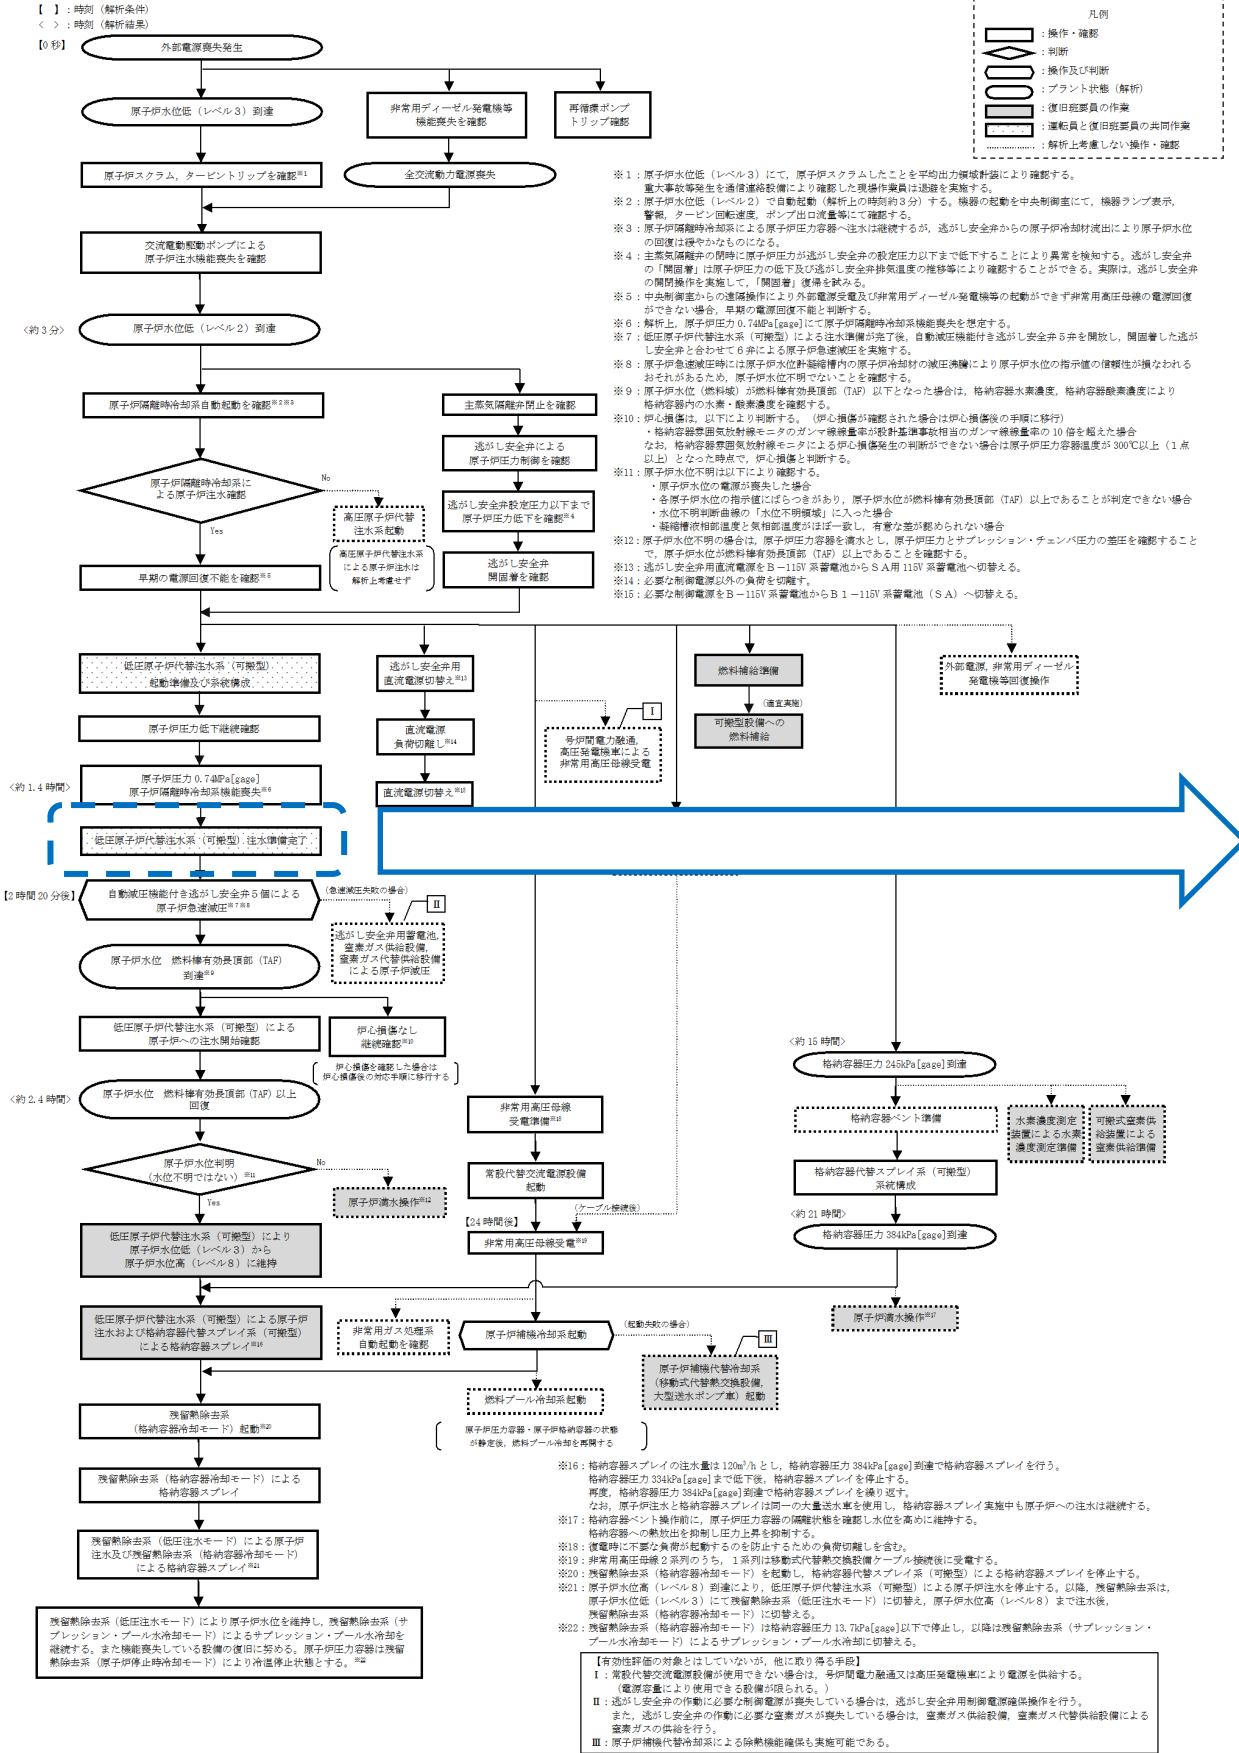 【　】：時刻（解析条件）
＜　＞：時刻（解析結果）
凡例
：操作・確認
：判断
：操作及び判断
：プラント状態（解析）
：復旧班要員の作業
：運転員と復旧班要員の共同作業
：解析上考慮しない操作・確認
【0秒】
外部電源喪失発生
原子炉水位低（レベル３）到達
非常用ディーゼル発電機等
機能喪失を確認
再循環ポンプ
トリップ確認
原子炉スクラム，タービントリップを確認※1
全交流動力電源喪失
交流電動駆動ポンプによる
原子炉注水機能喪失を確認
＜約３分＞
原子炉水位低（レベル２）到達
原子炉隔離時冷却系自動起動を確認※2※3
主蒸気隔離弁閉止を確認
逃がし安全弁による
原子炉圧力制御を確認
原子炉隔離時冷却系に
よる原子炉注水確認
No
Yes
高圧原子炉代替
注水系起動
高圧原子炉代替注水系
による原子炉注水は
解析上考慮せず
逃がし安全弁設定圧力以下まで
原子炉圧力低下を確認※4
逃がし安全弁
開固着を確認
早期の電源回復不能を確認※5
※１：原子炉水位低（レベル３）にて，原子炉スクラムしたことを平均出力領域計装により確認する。
重大事故等発生を通信連絡設備により確認した現場作業員は退避を実施する。
※２：原子炉水位低（レベル２）で自動起動（解析上の時刻約３分）する。機器の起動を中央制御室にて，機器ランプ表示，
警報，タービン回転速度，ポンプ出口流量等にて確認する。
※３：原子炉隔離時冷却系による原子炉圧力容器へ注水は継続するが，逃がし安全弁からの原子炉冷却材流出により原子炉水位
の回復は緩やかなものになる。
※４：主蒸気隔離弁の閉時に原子炉圧力が逃がし安全弁の設定圧力以下まで低下することにより異常を検知する。逃がし安全弁
の「開固着」は原子炉圧力の低下及び逃がし安全弁排気温度の推移等により確認することができる。実際は，逃がし安全弁
の開閉操作を実施して，「開固着」復帰を試みる。
※５：中央制御室からの遠隔操作により外部電源受電及び非常用ディーゼル発電機等の起動ができず非常用高圧母線の電源回復
ができない場合，早期の電源回復不能と判断する。
※６：解析上，原子炉圧力 0.74MPa[gage]にて原子炉隔離時冷却系機能喪失を想定する。
※７：低圧原子炉代替注水系（可搬型）による注水準備が完了後，自動減圧機能付き逃がし安全弁５弁を開放し，開固着した逃が
し安全弁と合わせて６弁による原子炉急速減圧を実施する。
※８：原子炉急速減圧時には原子炉水位計凝縮槽内の原子炉冷却材の減圧沸騰により原子炉水位の指示値の信頼性が損なわれる
おそれがあるため，原子炉水位不明でないことを確認する。
※９：原子炉水位（燃料域）が燃料棒有効長頂部（TAF）以下となった場合は，格納容器水素濃度，格納容器酸素濃度により
格納容器内の水素・酸素濃度を確認する。
※10：炉心損傷は，以下により判断する。（炉心損傷が確認された場合は炉心損傷後の手順に移行）
・格納容器雰囲気放射線モニタのガンマ線線量率が設計基準事故相当のガンマ線線量率の 10 倍を超えた場合
なお，格納容器雰囲気放射線モニタによる炉心損傷発生の判断ができない場合は原子炉圧力容器温度が 300℃以上（１点
以上）となった時点で，炉心損傷と判断する。
※11：原子炉水位不明は以下により確認する。
・原子炉水位の電源が喪失した場合
・各原子炉水位の指示値にばらつきがあり，原子炉水位が燃料棒有効長頂部（TAF）以上であることが判定できない場合
・水位不明判断曲線の「水位不明領域」に入った場合
・凝縮槽液相部温度と気相部温度がほぼ一致し，有意な差が認められない場合
※12：原子炉水位不明の場合は，原子炉圧力容器を満水とし，原子炉圧力とサプレッション・チェンバ圧力の差圧を確認すること
で，原子炉水位が燃料棒有効長頂部（TAF）以上であることを確認する。
※13：逃がし安全弁用直流電源をＢ－115V 系蓄電池からＳＡ用 115V 系蓄電池へ切替える。
※14：必要な制御電源以外の負荷を切離す。
※15：必要な制御電源をＢ－115V 系蓄電池からＢ１－115V 系蓄電池（ＳＡ）へ切替える。
低圧原子炉代替注水系（可搬型）
起動準備及び系統構成
逃がし安全弁用
直流電源切替え※13
燃料補給準備
外部電源，非常用ディーゼル
発電機等回復操作
原子炉圧力低下継続確認
直流電源
負荷切離し※14
Ⅰ
号炉間電力融通，
高圧発電機車による
非常用高圧母線受電
（適宜実施）
可搬型設備への
燃料補給
＜約 1.4 時間＞
原子炉圧力 0.74MPa[gage]
原子炉隔離時冷却系機能喪失※6
直流電源切替え※15
低圧原子炉代替注水系（可搬型）注水準備完了
【2 時間 20 分後】
自動減圧機能付き逃がし安全弁５個による
原子炉急速減圧※7※8
（急速減圧失敗の場合）
Ⅱ
逃がし安全弁用蓄電池，
窒素ガス供給設備，
窒素ガス代替供給設備
による原子炉減圧
原子炉水位　燃料棒有効長頂部（TAF）
到達※9
低圧原子炉代替注水系（可搬型）による
原子炉への注水開始確認
炉心損傷なし
継続確認※10
炉心損傷を確認した場合は
炉心損傷後の対応手順に移行する
＜約 2.4 時間＞
原子炉水位　燃料棒有効長頂部（TAF）以上
回復
原子炉水位判明
（水位不明ではない）※11
No
Yes
原子炉満水操作※12
低圧原子炉代替注水系（可搬型）により
原子炉水位低（レベル３）から
原子炉水位高（レベル８）に維持
非常用高圧母線
受電準備※18
常設代替交流電源設備
起動
（ケーブル接続後）
【24 時間後】
非常用高圧母線受電※19
＜約 15 時間＞
格納容器圧力 245kPa[gage]到達
格納容器ベント準備
水素濃度測定
装置による水素
濃度測定準備
可搬式窒素供
給装置による
窒素供給準備
格納容器代替スプレイ系（可搬型）
系統構成
＜約 21 時間＞
格納容器圧力 384kPa[gage]到達
原子炉満水操作※17
低圧原子炉代替注水系（可搬型）による原子炉
注水および格納容器代替スプレイ系（可搬型）
による格納容器スプレイ※16
非常用ガス処理系
自動起動を確認
原子炉補機冷却系起動
（起動失敗の場合）
Ⅲ
原子炉補機代替冷却系
（移動式代替熱交換設備，
大型送水ポンプ車）起動
燃料プール冷却系起動
原子炉圧力容器・原子炉格納容器の状態
が静定後，燃料プール冷却を再開する
残留熱除去系
（格納容器冷却モード）起動※20
残留熱除去系（格納容器冷却モード）による
格納容器スプレイ
残留熱除去系（低圧注水モード）による原子炉
注水及び残留熱除去系（格納容器冷却モード）
による格納容器スプレイ※21
残留熱除去系（低圧注水モード）により原子炉水位を維持し，残留熱除去系（サ
プレッション・プール水冷却モード）によるサプレッション・プール水冷却を
継続する。また機能喪失している設備の復旧に努める。原子炉圧力容器は残留
熱除去系（原子炉停止時冷却モード）により冷温停止状態とする。※22
※16：格納容器スプレイの注水量は 120m³/h とし，格納容器圧力 384kPa[gage]到達で格納容器スプレイを行う。
格納容器圧力 334kPa[gage]まで低下後，格納容器スプレイを停止する。
再度，格納容器圧力 384kPa[gage]到達で格納容器スプレイを繰り返す。
なお，原子炉注水と格納容器スプレイは同一の大量送水車を使用し，格納容器スプレイ実施中も原子炉への注水は継続する。
※17：格納容器ベント操作前に，原子炉圧力容器の隔離状態を確認し水位を高めに維持する。
格納容器への熱放出を抑制し圧力上昇を抑制する。
※18：復電時に不要な負荷が起動するのを防止するための負荷切離しを含む。
※19：非常用高圧母線２系列のうち，１系列は移動式代替熱交換設備ケーブル接続後に受電する。
※20：残留熱除去系（格納容器冷却モード）を起動し，格納容器代替スプレイ系（可搬型）による格納容器スプレイを停止する。
※21：原子炉水位高（レベル８）到達により，低圧原子炉代替注水系（可搬型）による原子炉注水を停止する。以降，残留熱除去系は，
原子炉水位低（レベル３）にて残留熱除去系（低圧注水モード）に切替え，原子炉水位高（レベル８）まで注水後，
残留熱除去系（格納容器冷却モード）に切替える。
※22：残留熱除去系（格納容器冷却モード）は格納容器圧力 13.7kPa[gage]以下で停止し，以降は残留熱除去系（サプレッション・
プール水冷却モード）によるサプレッション・プール水冷却に切替える。
【有効性評価の対象とはしていないが，他に取り得る手段】
Ⅰ：常設代替交流電源設備が使用できない場合は，号炉間電力融通又は高圧発電機車により電源を供給する。
（電源容量により使用できる設備が限られる。）
Ⅱ：逃がし安全弁の作動に必要な制御電源が喪失している場合は，逃がし安全弁用制御電源確保操作を行う。
また，逃がし安全弁の作動に必要な窒素ガスが喪失している場合は，窒素ガス供給設備，窒素ガス代替供給設備による
窒素ガスの供給を行う。
Ⅲ：原子炉補機代替冷却系による除熱機能確保も実施可能である。